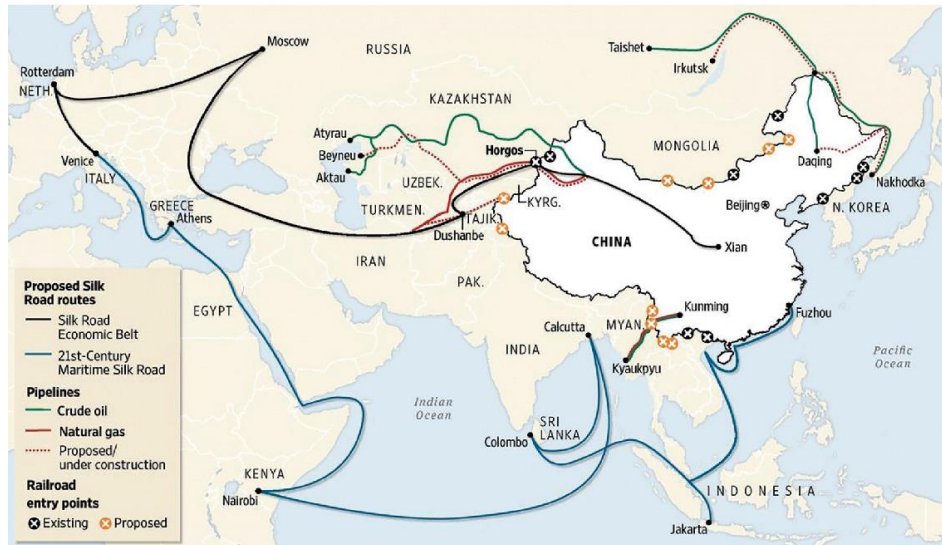 Moscow
RUSSIA
Taishet
Irkutsk
Rotterdam
NETH.
KAZAKHSTAN
Atyrau
Beyneu
Aktau
Horgos
MONGOLIA
Daqing
Nakhodka
Venice
ITALY
UZBEK.
TURKMEN.
KYRG.
TAJIK.
Dushanbe
Beijing
N. KOREA
GREECE
Athens
CHINA
Xian
IRAN
PAK.
EGYPT
Proposed Silk
Road routes
Silk Road
Economic Belt
21st-Century
Maritime Silk Road
Pipelines
Crude oil
Natural gas
Proposed/
under construction
Railroad
entry points
Existing
Proposed
Calcutta
INDIA
MYAN.
Kunming
Kyaukpyu
Fuzhou
Pacific
Ocean
Indian
Ocean
SRI
LANKA
Colombo
KENYA
Nairobi
INDONESIA
Jakarta